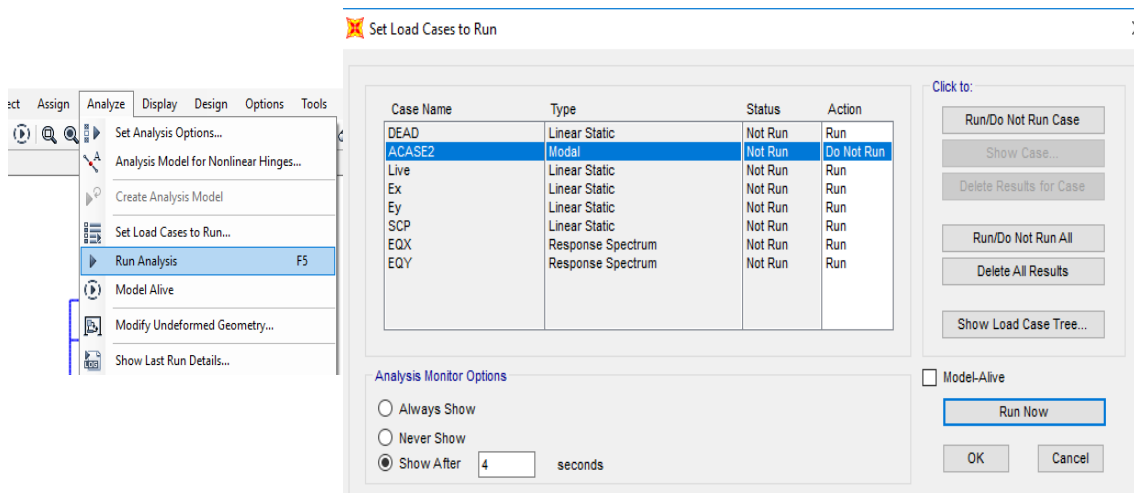 Set Load Cases to Run
ect Assign Analyze Display Design Options Tools
Set Analysis Options...
Analysis Model for Nonlinear Hinges...
Create Analysis Model
Set Load Cases to Run...
Run Analysis F5
Model Alive
Modify Undeformed Geometry...
LOG
Show Last Run Details...
Case Name Type Status Action
DEAD Linear Static Not Run Run
ACASE2 Modal Not Run Do Not Run
Live Linear Static Not Run Run
Ex Linear Static Not Run Run
Ey Linear Static Not Run Run
SCP Linear Static Not Run Run
EQX Response Spectrum Not Run Run
EQY Response Spectrum Not Run Run
Click to:
Run/Do Not Run Case
Show Case...
Delete Results for Case
Run/Do Not Run All
Delete All Results
Show Load Case Tree...
Analysis Monitor Options
Always Show
Never Show
Show After 4 seconds
Model-Alive
Run Now
OK Cancel